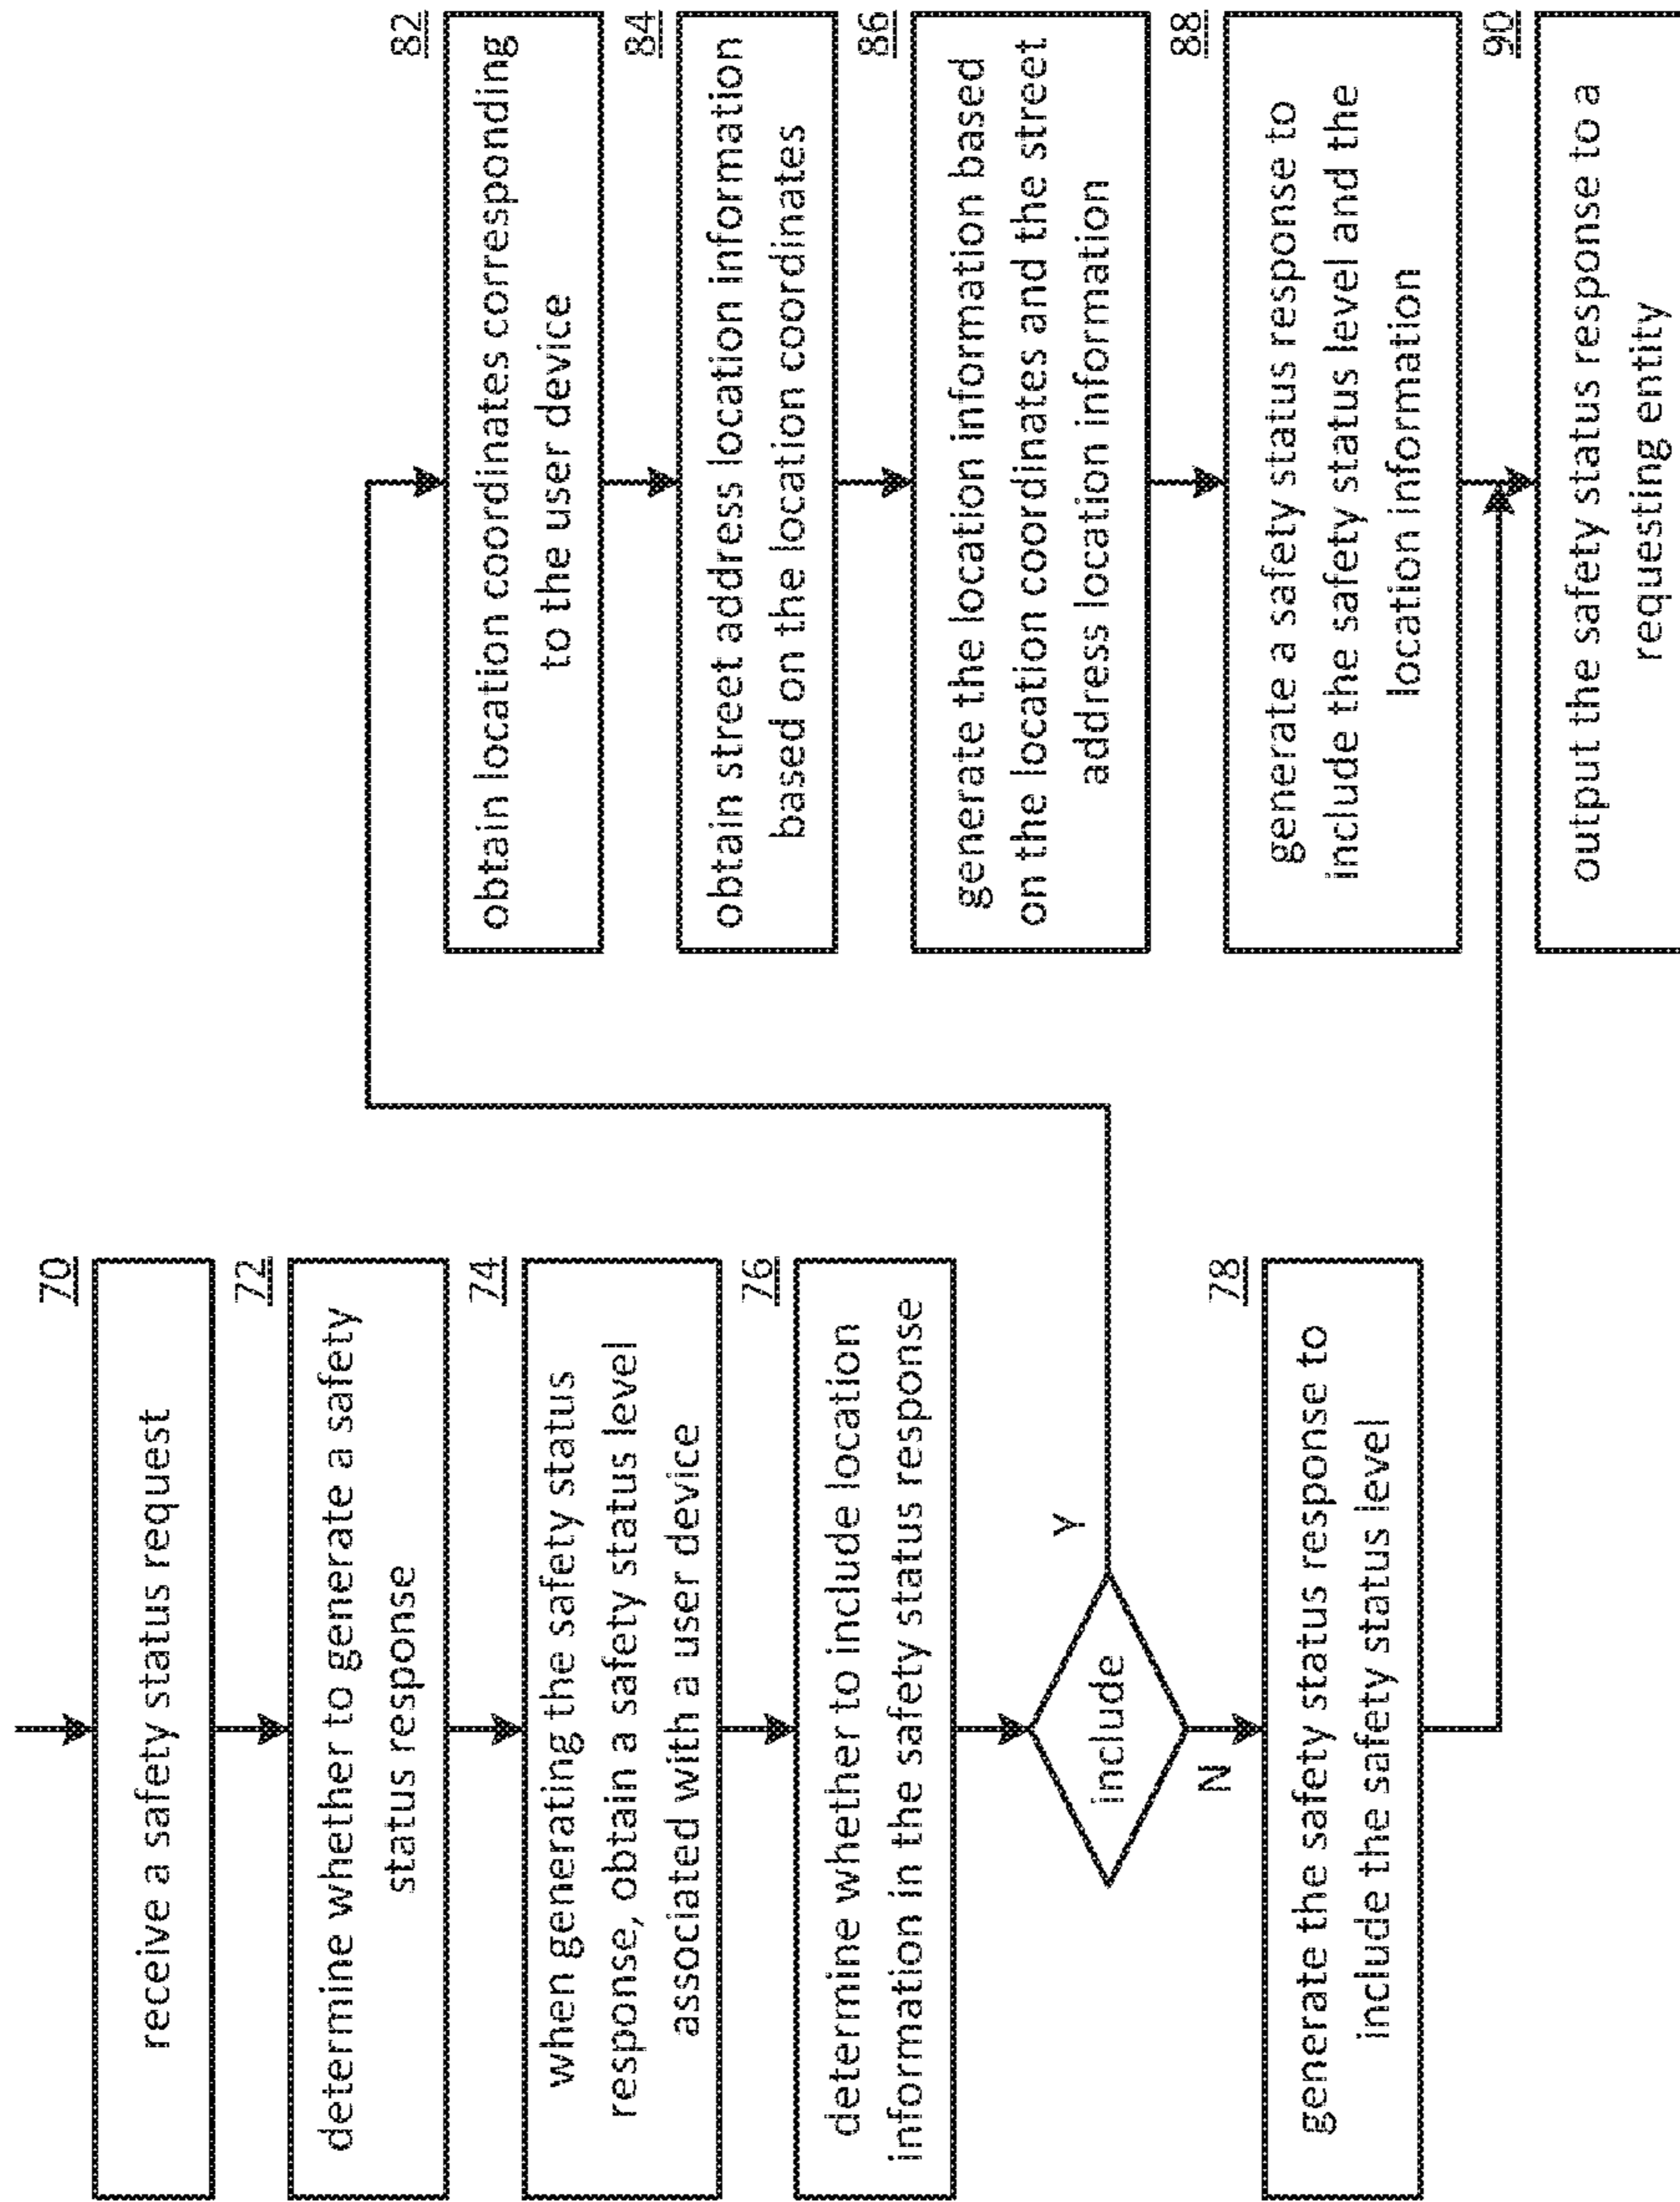 70
receive a safety status request
72
determine whether to generate a safety
status response
74
when generating the safety status
response, obtain a safety status level
associated with a user device
76
determine whether to include location
information in the safety status response
include
Y
N
78
generate the safety status response to
include the safety status level
82
obtain location coordinates corresponding
to the user device
84
obtain street address location information
based on the location coordinates
86
generate the location information based
on the location coordinates and the street
address location information
88
generate a safety status response to
include the safety status level and the
location information
90
output the safety status response to a
requesting entity